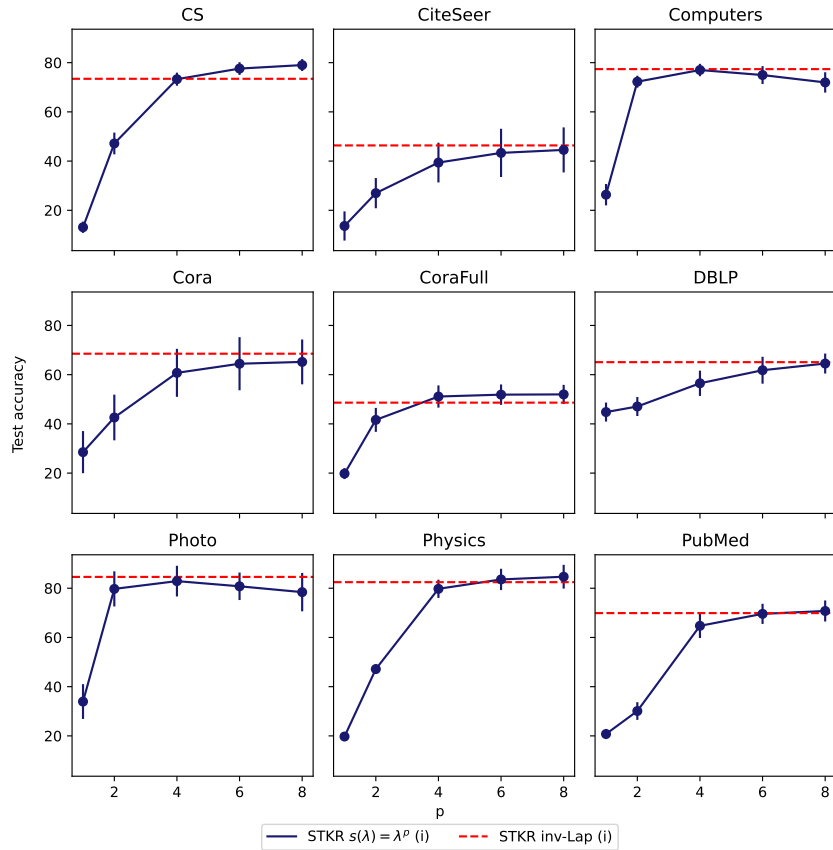 CS CiteSeer Computers
80
60
40
20
Cora CoraFull DBLP
80
60
40
20
Test accuracy
Photo Physics PubMed
80
60
40
20
2 4 6 8 2 4 6 8 2 4 6 8
p
STKR s(λ) = λ^p (i) STKR inv-Lap (i)